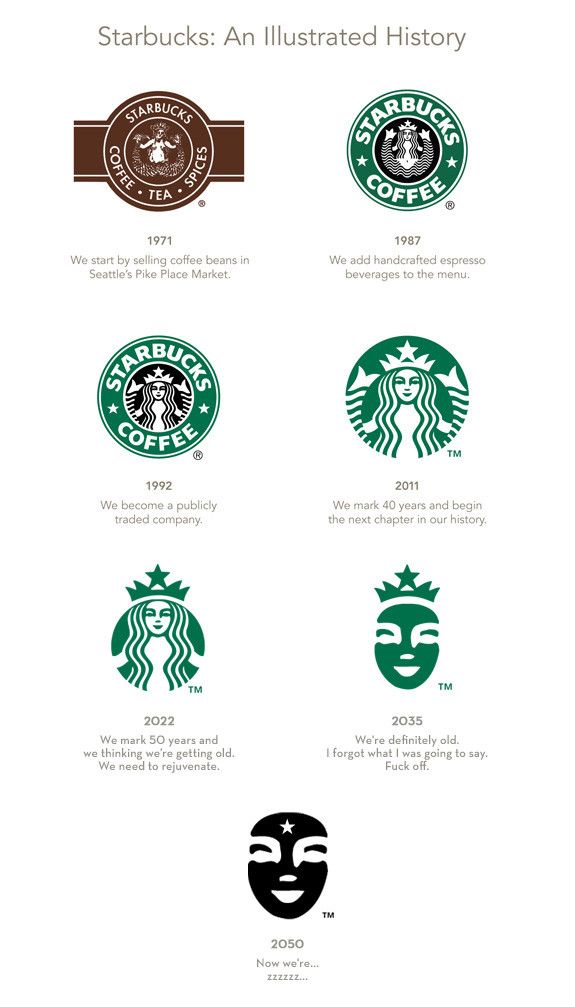 Starbucks: An Illustrated History
STARBUCKS
COFFEE • TEA • SPICES
®
1971
We start by selling coffee beans in
Seattle's Pike Place Market.
STARBUCKS
COFFEE
®
1987
We add handcrafted espresso
beverages to the menu.
STARBUCKS
COFFEE
®
1992
We become a publicly
traded company.
TM
2011
We mark 40 years and begin
the next chapter in our history.
TM
2022
We mark 50 years and
we thinking we're getting old.
We need to rejuvenate.
TM
2035
We're definitely old.
I forgot what I was going to say.
Fuck off.
TM
2050
Now we're...
zzzzzz...